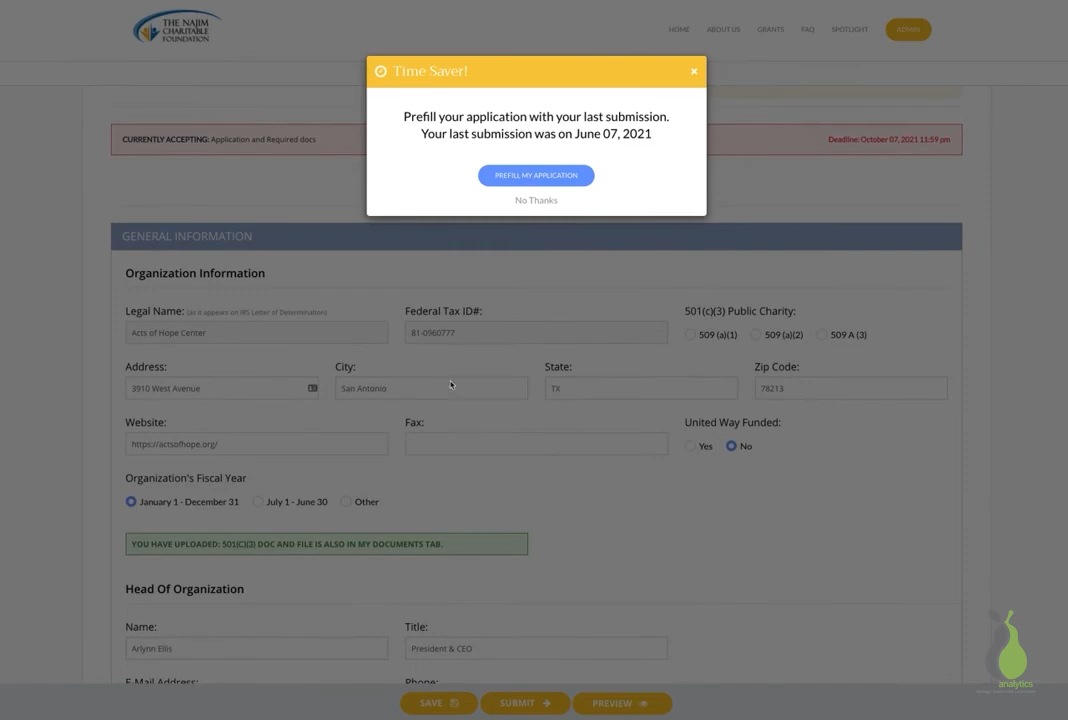 THE NAJIM
CHARITABLE
FOUNDATION
HOME ABOUT US GRANTS FAQ SPOTLIGHT ADMIN
Time Saver! ×
Prefill your application with your last submission.
Your last submission was on June 07, 2021
PREFILL MY APPLICATION
No Thanks
CURRENTLY ACCEPTING: Application and Required docs Deadline: October 07, 2021 11:59 pm
GENERAL INFORMATION
Organization Information
Legal Name: (as it appears on IRS Letter of Determination) Federal Tax ID#: 501(c)(3) Public Charity:
Acts of Hope Center 81-0960777 509 (a)(1) 509 (a)(2) 509 A (3)
Address: City: State: Zip Code:
3910 West Avenue San Antonio TX 78213
Website: Fax: United Way Funded:
https://actsofhope.org/ Yes No
Organization's Fiscal Year
January 1 - December 31 July 1 - June 30 Other
YOU HAVE UPLOADED: 501(C)(3) DOC AND FILE IS ALSO IN MY DOCUMENTS TAB.
Head Of Organization
Name: Title:
Arlynn Ellis President & CEO
E-Mail Address: Phone:
SAVE SUBMIT PREVIEW
analytics